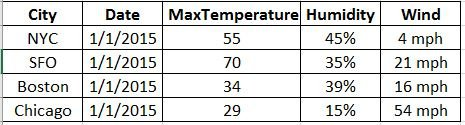 City Date MaxTemperature Humidity Wind
NYC 1/1/2015 55 45% 4 mph
SFO 1/1/2015 70 35% 21 mph
Boston 1/1/2015 34 39% 16 mph
Chicago 1/1/2015 29 15% 54 mph